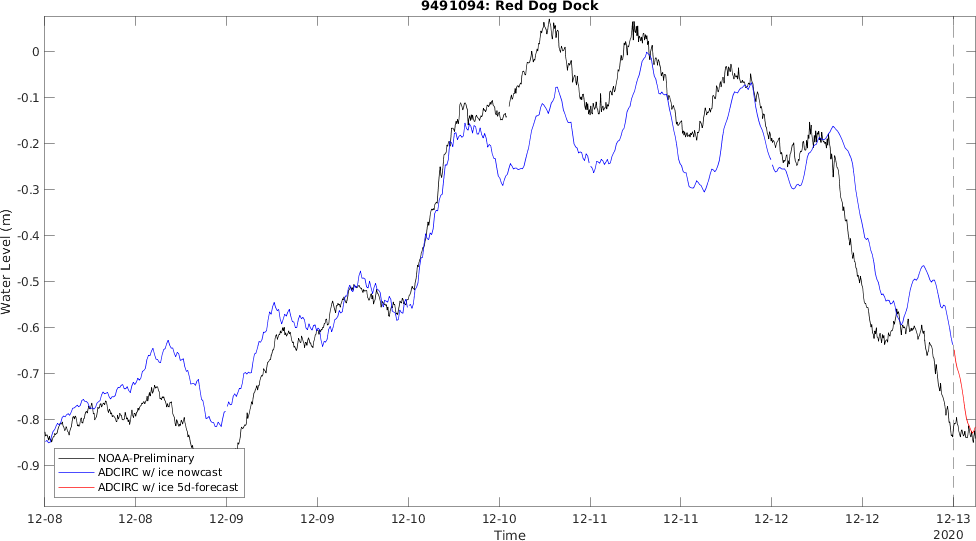 9491094: Red Dog Dock
0
-0.1
-0.2
-0.3
-0.4
-0.5
-0.6
-0.7
-0.8
-0.9
Water Level (m)
NOAA-Preliminary
ADCIRC w/ ice nowcast
ADCIRC w/ ice 5d-forecast
12-08 12-08 12-09 12-09 12-10 12-10 12-11 12-11 12-12 12-12 12-13
Time 2020